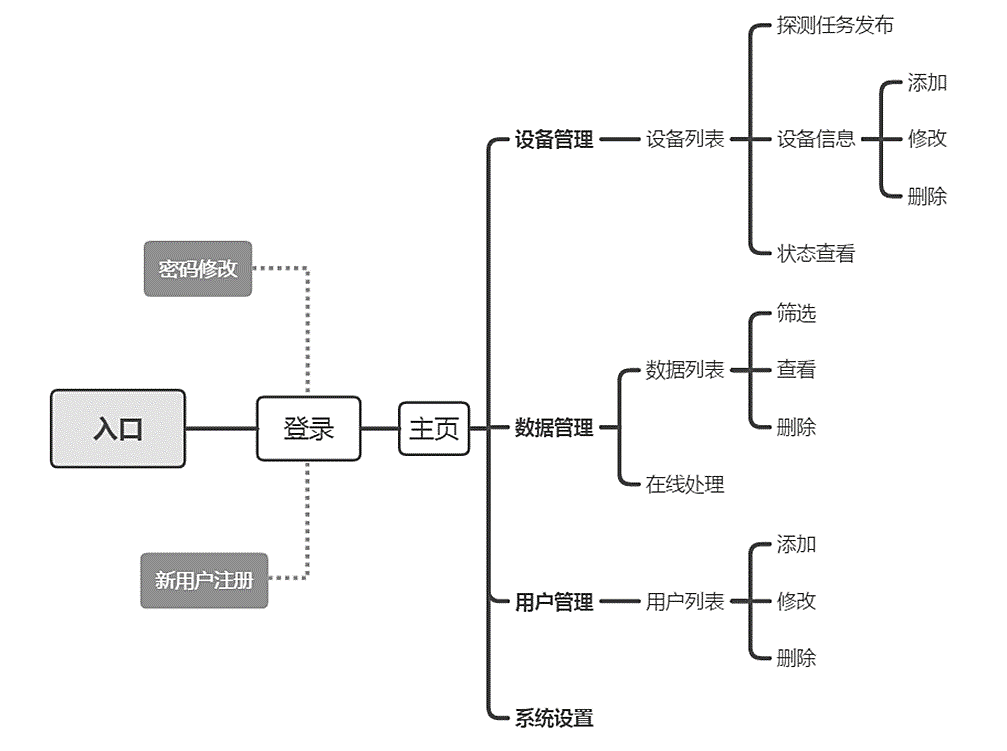 探测任务发布
添加
设备管理
设备列表
设备信息
修改
删除
状态查看
密码修改
筛选
数据列表
查看
入口
登录
主页
数据管理
删除
在线处理
添加
新用户注册
用户管理
用户列表
修改
删除
系统设置